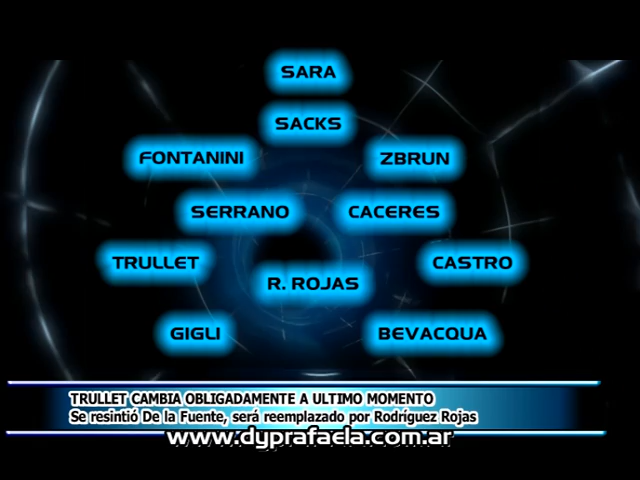 SARA
SACKS
FONTANINI ZBRUN
SERRANO CACERES
TRULLET CASTRO
R. ROJAS
GIGLI BEVACQUA
TRULLET CAMBIA OBLIGADAMENTE A ULTIMO MOMENTO
Se resintió De la Fuente, será reemplazado por Rodríguez Rojas
www.dyprafaela.com.ar